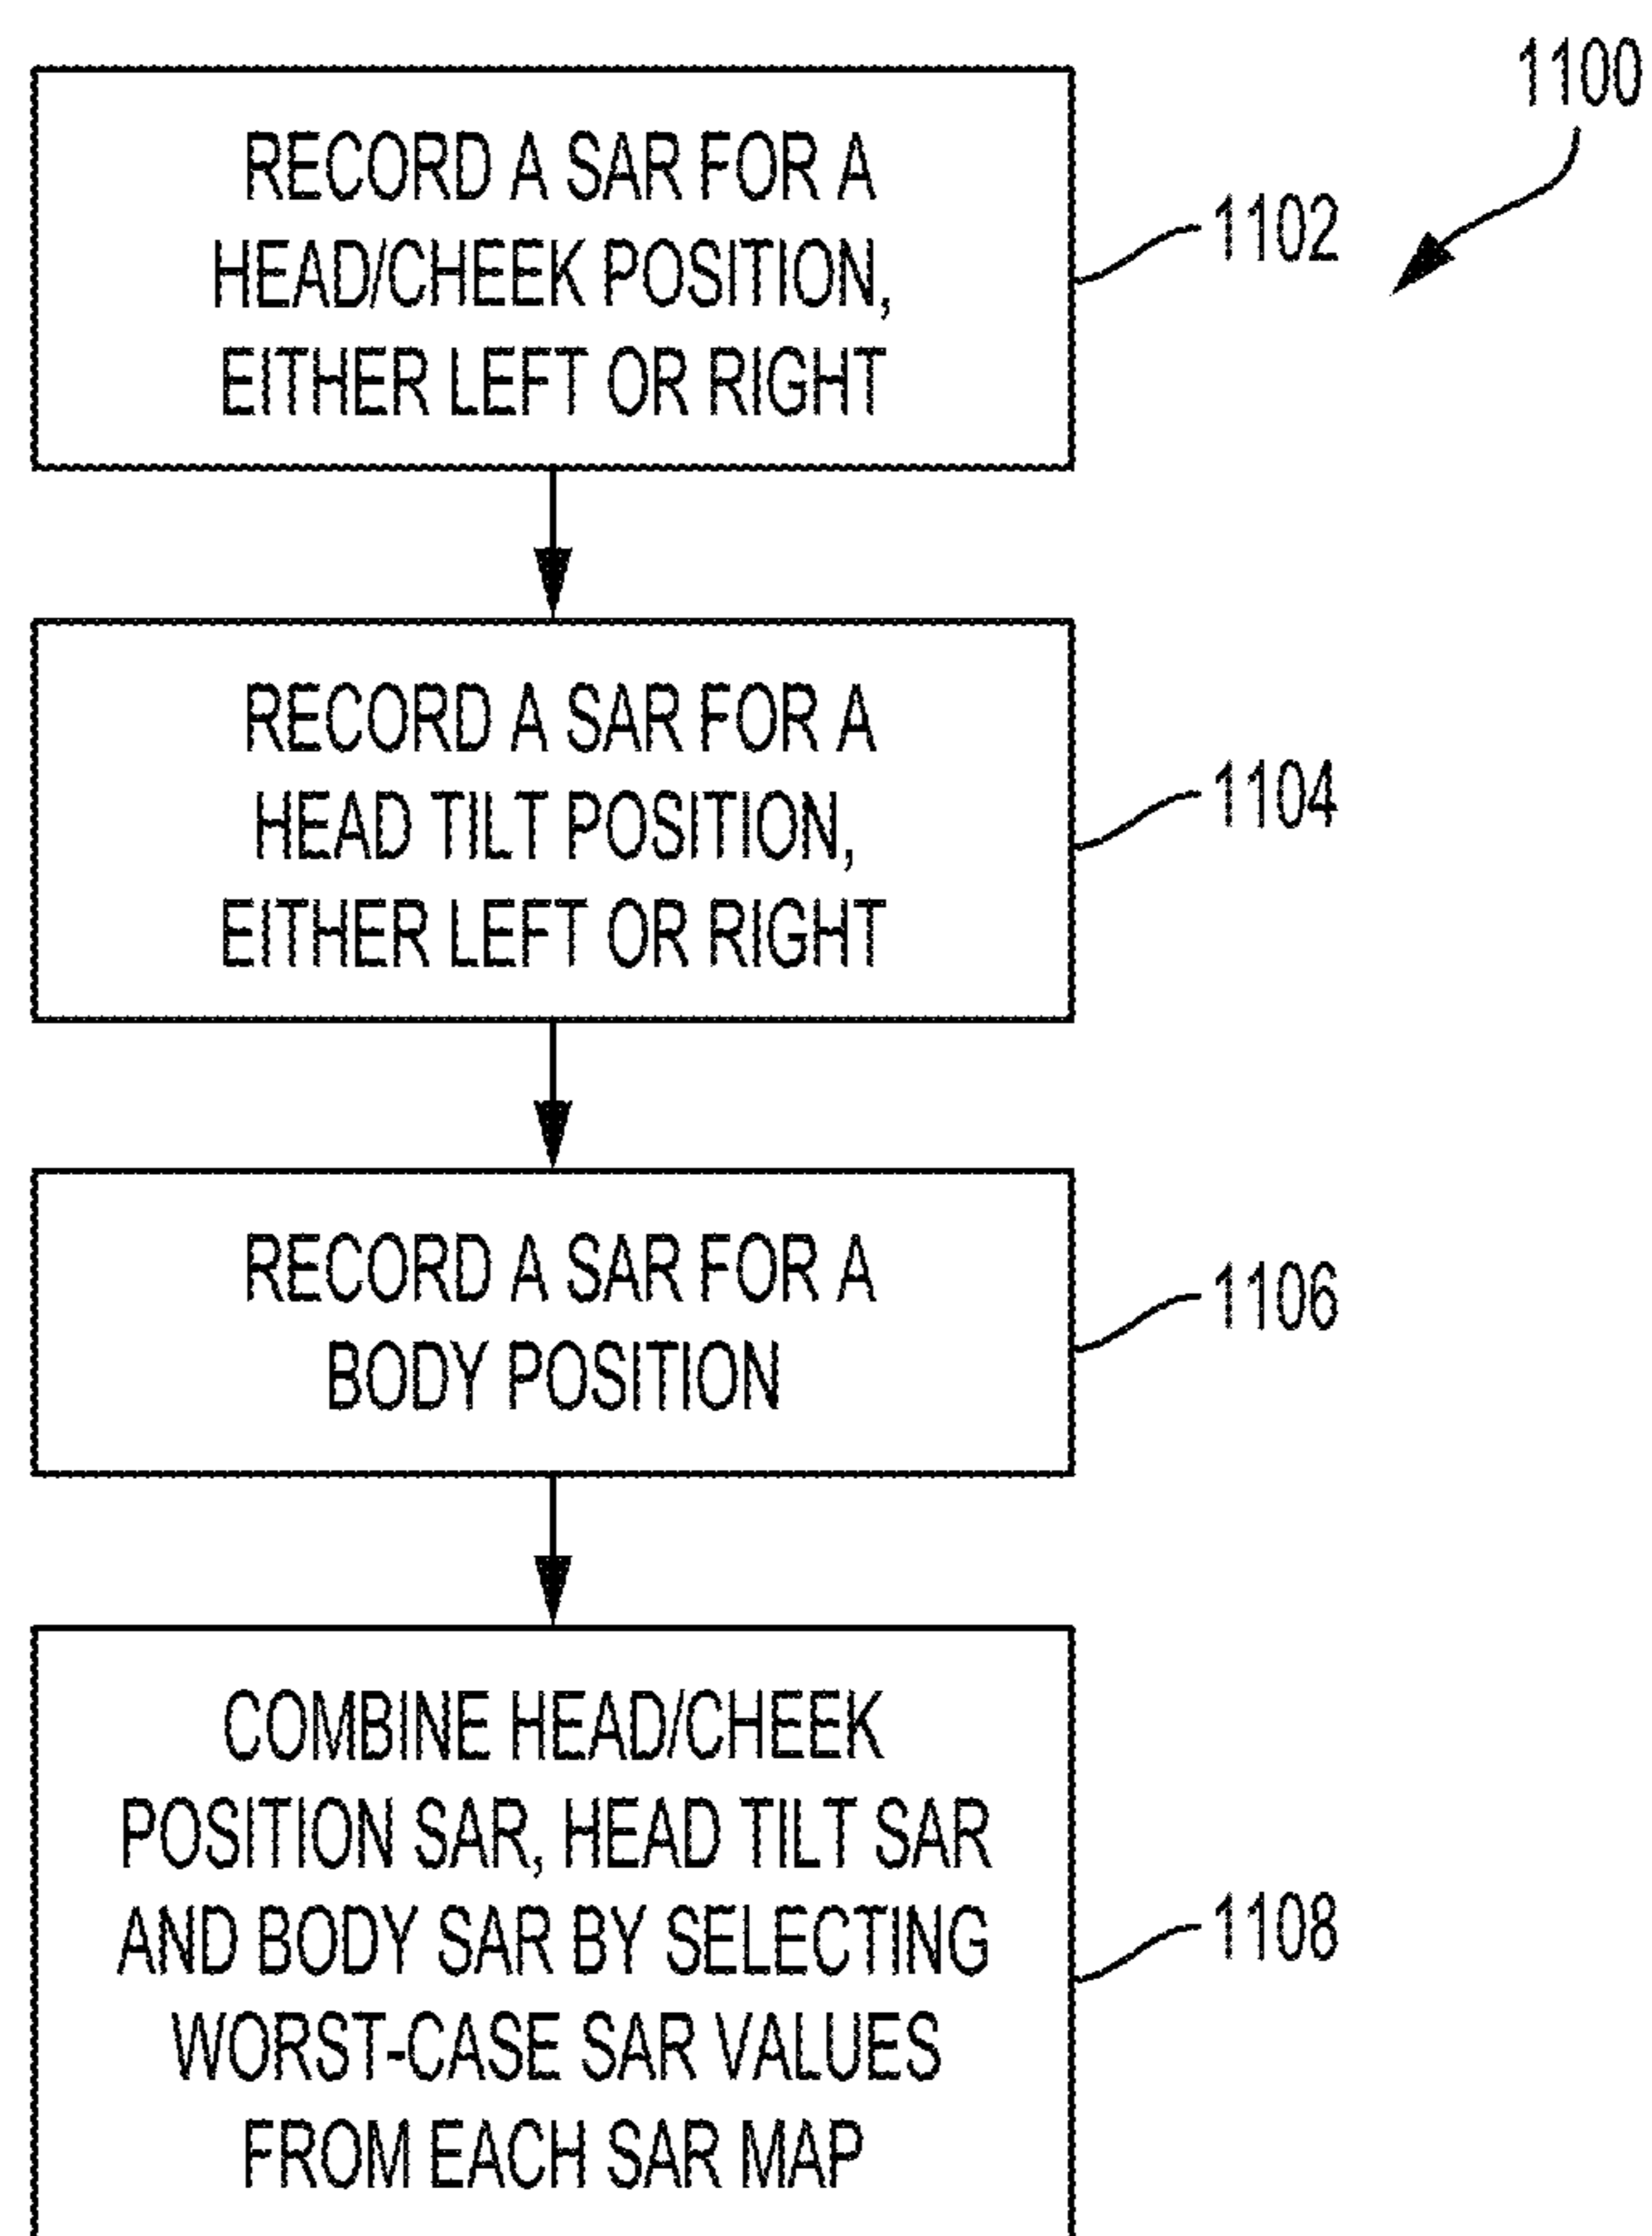 1100
RECORD A SAR FOR A
HEAD/CHEEK POSITION,
EITHER LEFT OR RIGHT
1102
RECORD A SAR FOR A
HEAD TILT POSITION,
EITHER LEFT OR RIGHT
1104
RECORD A SAR FOR A
BODY POSITION
1106
COMBINE HEAD/CHEEK
POSITION SAR, HEAD TILT SAR
AND BODY SAR BY SELECTING
WORST-CASE SAR VALUES
FROM EACH SAR MAP
1108